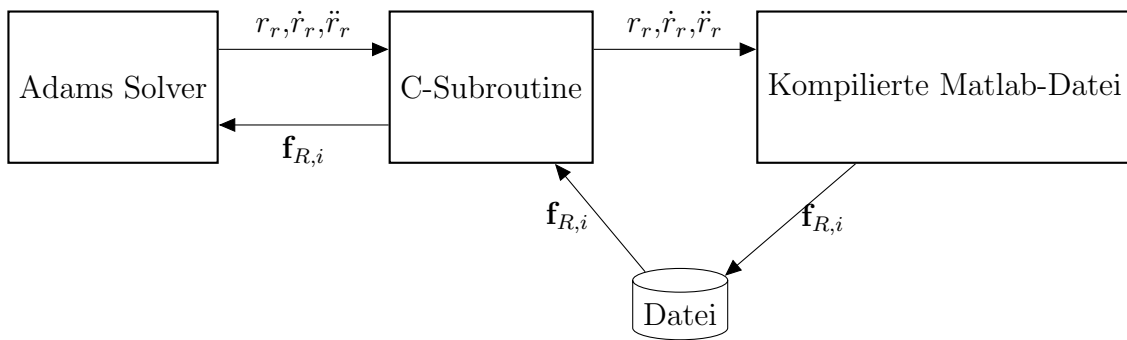 r_r,ṙ_r,r̈_r
r_r,ṙ_r,r̈_r
Adams Solver
C-Subroutine
Kompilierte Matlab-Datei
f_{R,i}
f_{R,i}
f_{R,i}
Datei